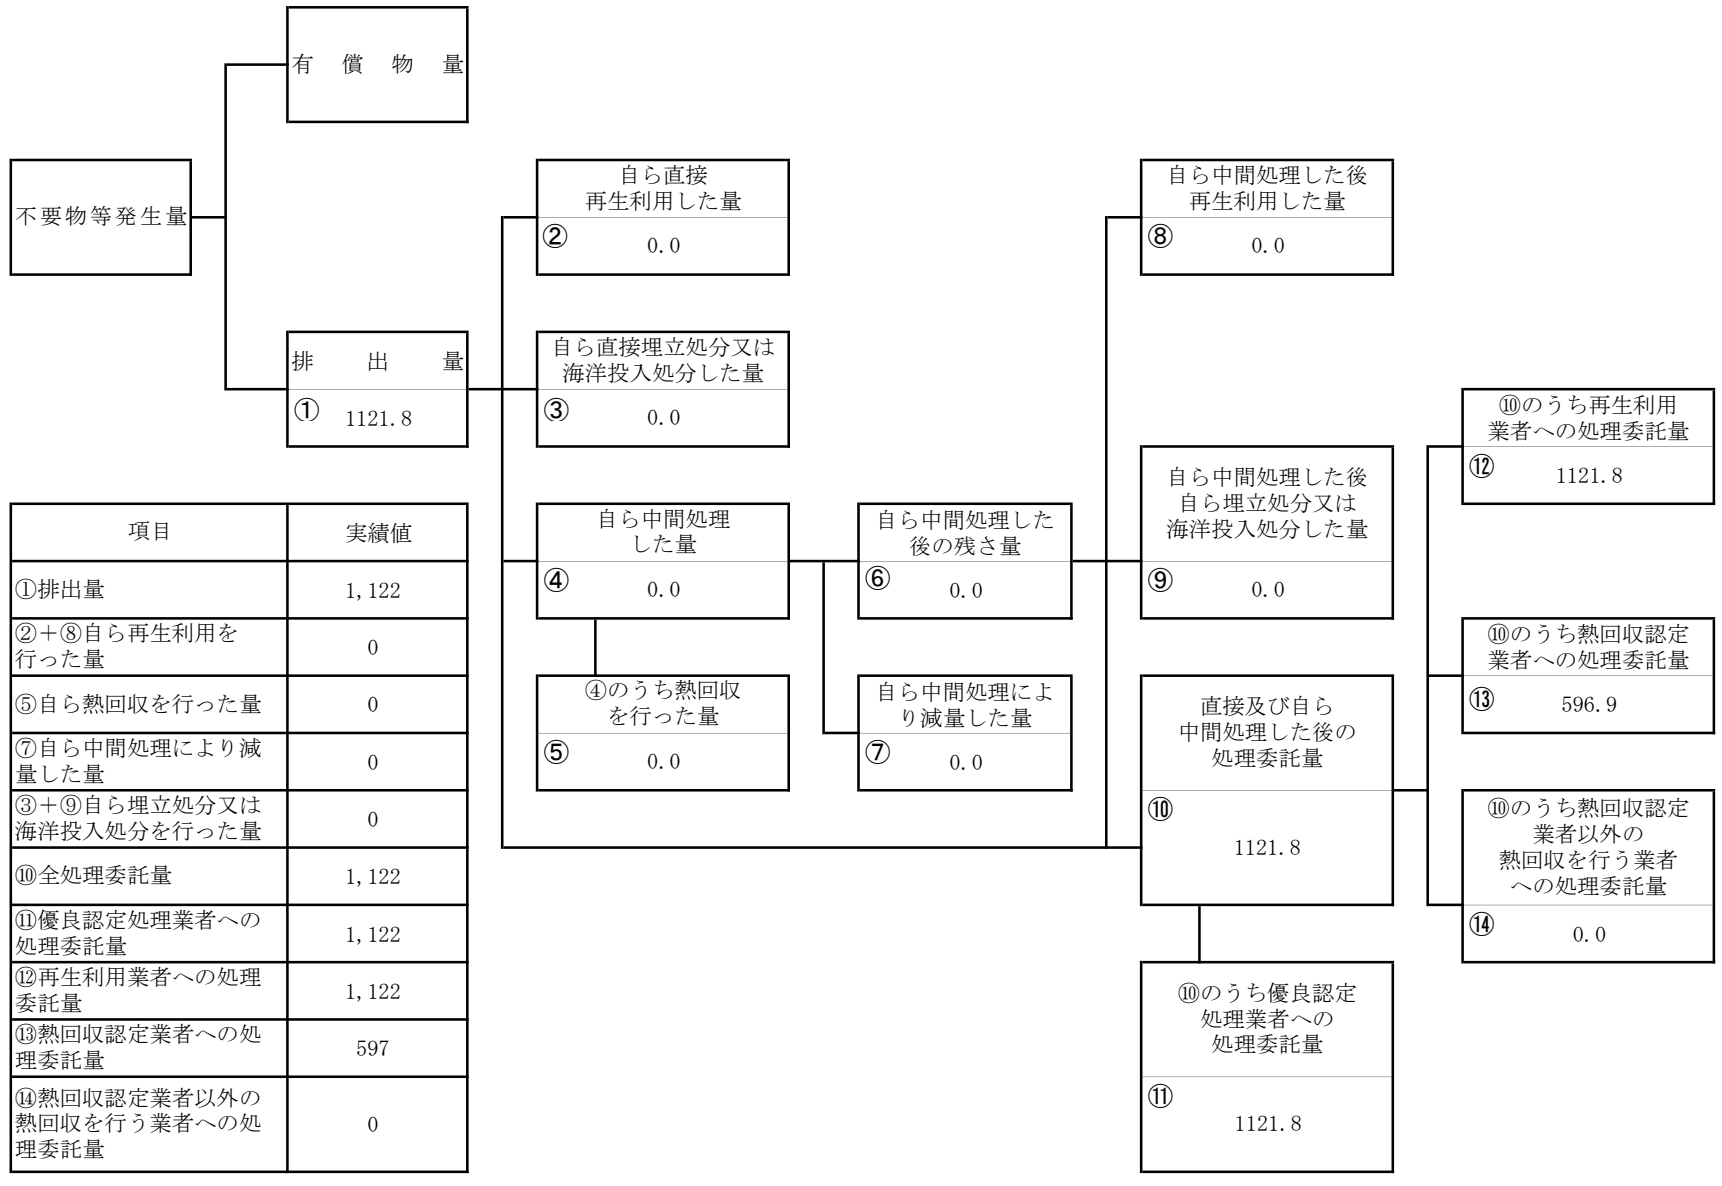 有償物量
不要物等発生量
排出量
① 1121.8
自ら直接
再生利用した量
② 0.0
自ら直接埋立処分又は
海洋投入処分した量
③ 0.0
自ら中間処理
した量
④ 0.0
④のうち熱回収
を行った量
⑤ 0.0
自ら中間処理した
後の残さ量
⑥ 0.0
自ら中間処理によ
り減量した量
⑦ 0.0
自ら中間処理した後
再生利用した量
⑧ 0.0
自ら中間処理した後
自ら埋立処分又は
海洋投入処分した量
⑨ 0.0
直接及び自ら
中間処理した後の
処理委託量
⑩
1121.8
⑩のうち優良認定
処理業者への
処理委託量
⑪
1121.8
⑩のうち再生利用
業者への処理委託量
⑫ 1121.8
⑩のうち熱回収認定
業者への処理委託量
⑬ 596.9
⑩のうち熱回収認定
業者以外の
熱回収を行う業者
への処理委託量
⑭ 0.0
項目 実績値
①排出量 1,122
②＋⑧自ら再生利用を
行った量 0
⑤自ら熱回収を行った量 0
⑦自ら中間処理により減
量した量 0
③＋⑨自ら埋立処分又は
海洋投入処分を行った量 0
⑩全処理委託量 1,122
⑪優良認定処理業者への
処理委託量 1,122
⑫再生利用業者への処理
委託量 1,122
⑬熱回収認定業者への処
理委託量 597
⑭熱回収認定業者以外の
熱回収を行う業者への処
理委託量 0